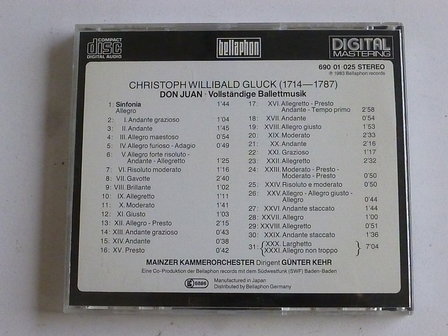 COMPACT
disc
DIGITAL AUDIO
bellaphon
DIGITAL
MASTERING
690 01 025 STEREO
℗ 1983 Bellaphon records
CHRISTOPH WILLIBALD GLUCK (1714—1787)
DON JUAN · Vollständige Ballettmusik
1: Sinfonia 1'44
Allegro
2: I. Andante grazioso 1'04
3: II. Andante 1'45
4: III. Allegro maestoso 0'54
5: IV. Allegro furioso - Adagio 0'49
6: V. Allegro forte risoluto -
Andante - Allegretto 1'25
7: VI. Risoluto moderato 1'16
8: VII. Gavotte 2'40
9: VIII. Brillante 1'02
10: IX. Allegretto 1'11
11: X. Moderato 1'41
12: XI. Giusto 1'03
13: XII. Allegro - Presto 2'15
14: XIII. Andante grazioso 0'43
15: XIV. Andante 0'38
16: XV. Presto 0'42
17: XVI. Allegretto - Presto
Andante - Tempo primo 2'58
18: XVII. Andante 0'54
19: XVIII. Allegro giusto 1'53
20: XIX. Moderato 2'33
21: XX. Andante 2'16
22: XXI. Grazioso 1'17
23: XXII. Allegretto 2'32
24: XXIII. Moderato - Presto -
Moderato - Presto 0'50
25: XXIV. Risoluto e moderato 0'50
26: XXV. Allegro - Allegro giusto -
Allegro 0'44
27: XXVI. Andante staccato 1'44
28: XXVII. Allegro 1'00
29: XXVIII. Allegretto 0'51
30: XXIX. Andante staccato 1'36
31: XXX. Larghetto
XXXI. Allegro non troppo 7'04
MAINZER KAMMERORCHESTER Dirigent GÜNTER KEHR
Eine Co-Produktion der Bellaphon records mit dem Südwestfunk (SWF) Baden-Baden
Manufactured in Japan
Distributed by Bellaphon Germany